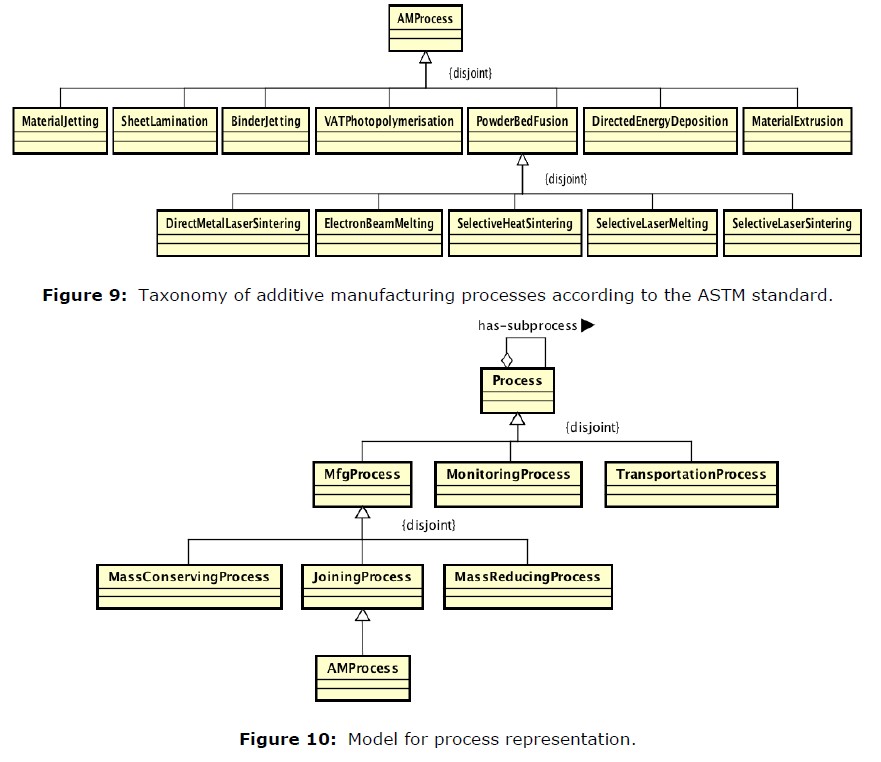 AMProcess
{disjoint}
MaterialJetting SheetLamination BinderJetting VATPhotopolymerisation PowderBedFusion DirectedEnergyDeposition MaterialExtrusion
{disjoint}
DirectMetalLaserSintering ElectronBeamMelting SelectiveHeatSintering SelectiveLaserMelting SelectiveLaserSintering
Figure 9: Taxonomy of additive manufacturing processes according to the ASTM standard.
has-subprocess
Process
{disjoint}
MfgProcess MonitoringProcess TransportationProcess
{disjoint}
MassConservingProcess JoiningProcess MassReducingProcess
AMProcess
Figure 10: Model for process representation.